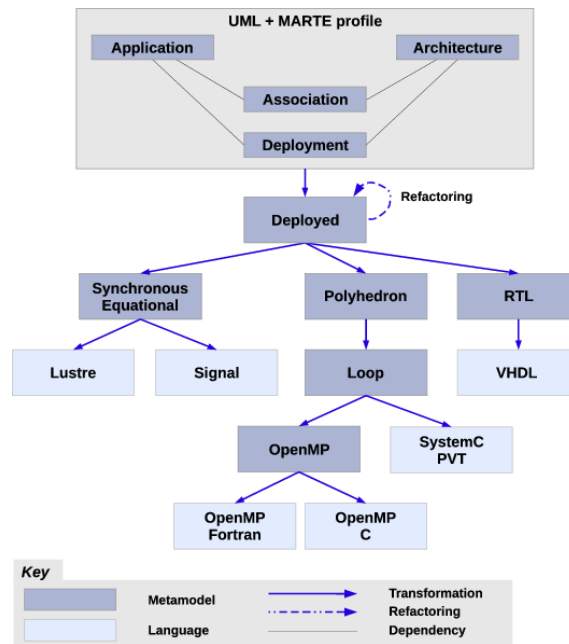 UML + MARTE profile
Application
Architecture
Association
Deployment
Refactoring
Deployed
Synchronous
Equational
Polyhedron
RTL
Lustre
Signal
Loop
VHDL
OpenMP
SystemC
PVT
OpenMP
Fortran
OpenMP
C
Key
Metamodel
Transformation
Refactoring
Language
Dependency